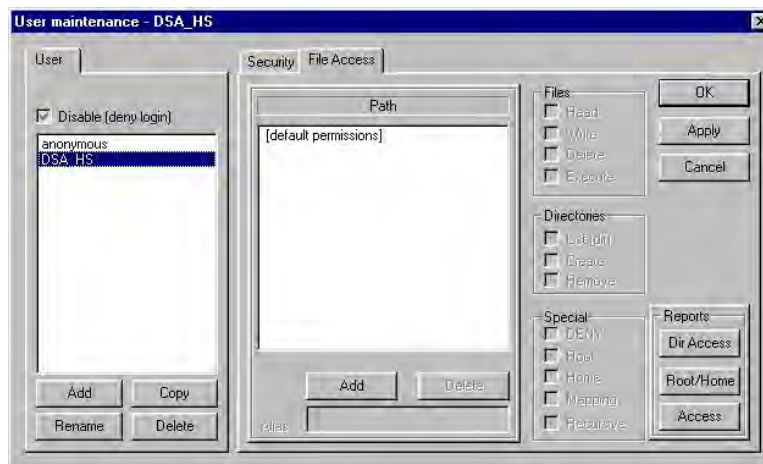 User maintenance - DSA_HS
User
Disable (deny login)
anonymous
DSA_HS
Add
Copy
Rename
Delete
Security
File Access
Path
[default permissions]
Add
Delete
Alias
Files
Read
Write
Delete
Execute
Directories
List (dir)
Create
Remove
Special
DENY
Root
Home
Mapping
Recursive
OK
Apply
Cancel
Reports
Dir Access
Root/Home
Access